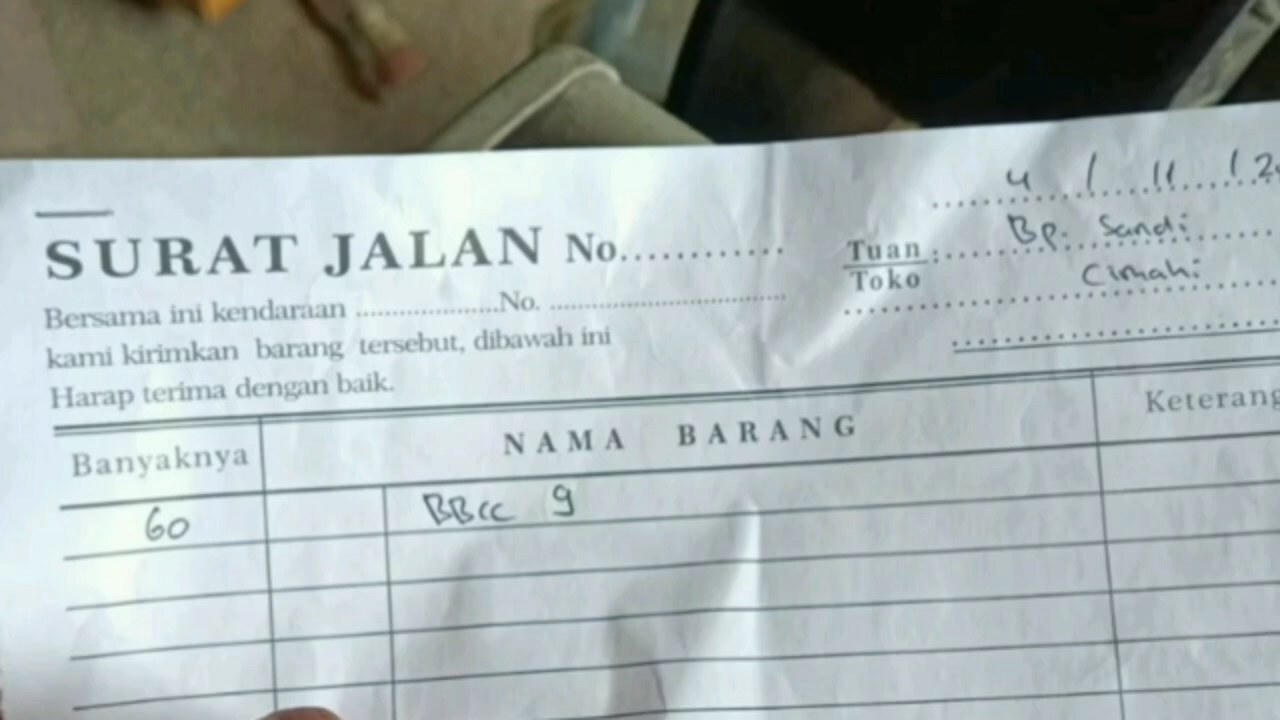 4 / 11 / 2
SURAT JALAN No............
Tuan : Bp. Sandi
Toko Cimahi
Bersama ini kendaraan ....................No. ..................................
kami kirimkan barang tersebut, dibawah ini
Harap terima dengan baik.
Banyaknya NAMA BARANG Keterang
60 BBcc 9